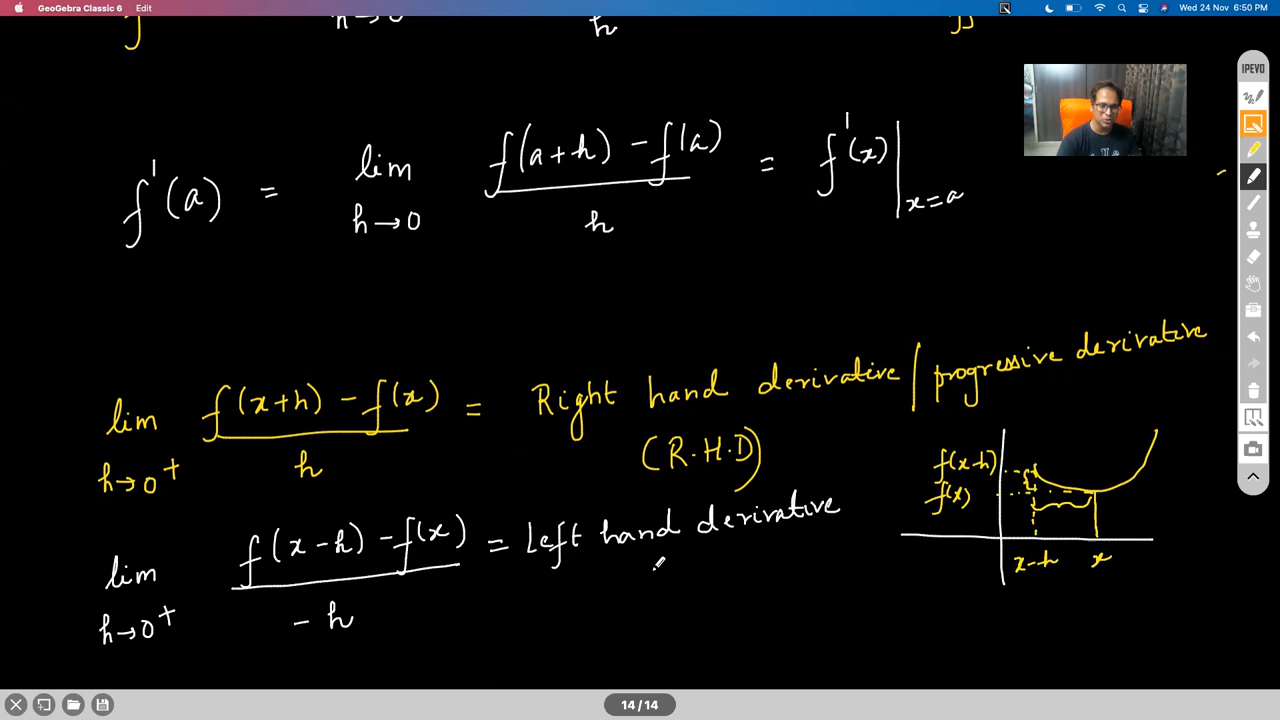 GeoGebra Classic 6 Edit Wed 24 Nov 6:50 PM
h→0 h
IPEVO
f'(a) = lim h→0 f(a+h) - f(a) / h = f'(x)| x=a
lim h→0+ f(x+h) - f(x) / h = Right hand derivative / progressive derivative
(R.H.D)
lim h→0+ f(x-h) - f(x) / -h = Left hand derivative
f(x-h)
f(x)
x-h x
14 / 14